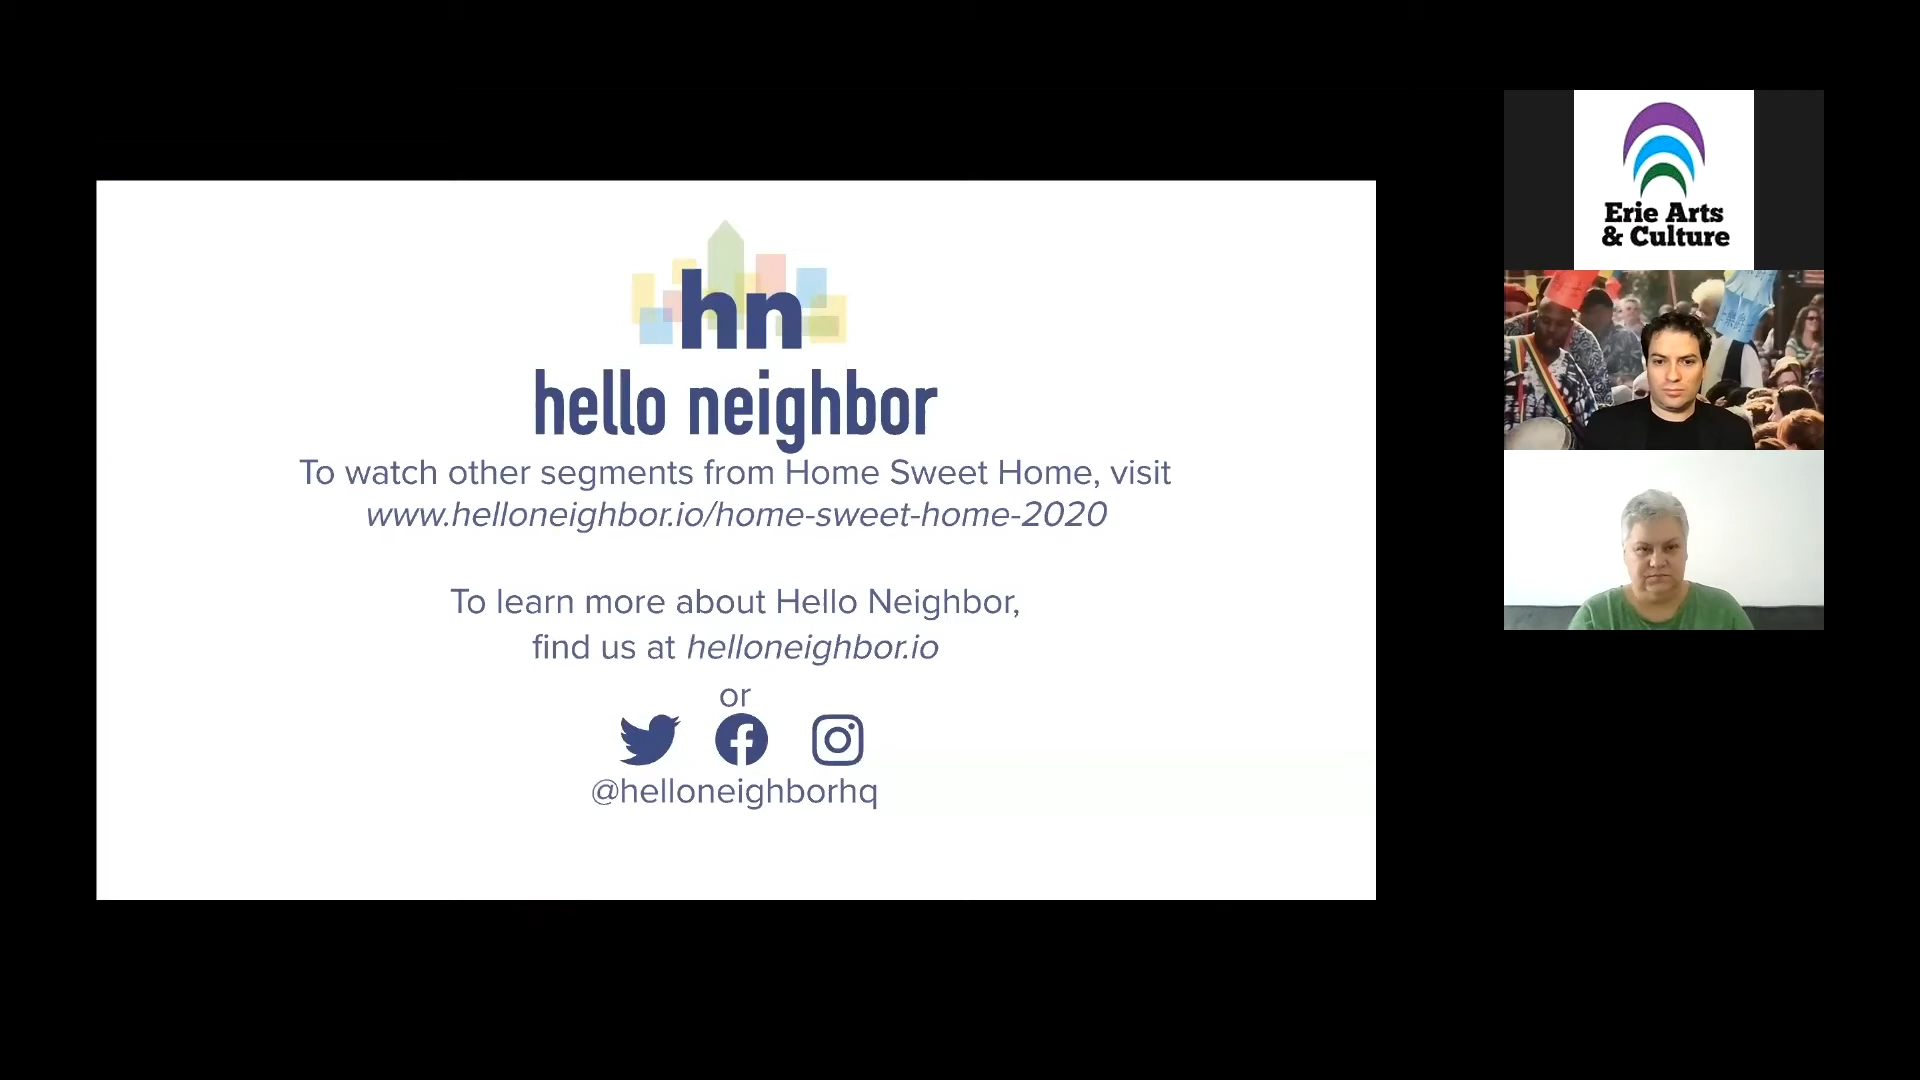 hn
hello neighbor
To watch other segments from Home Sweet Home, visit
www.helloneighbor.io/home-sweet-home-2020
To learn more about Hello Neighbor,
find us at helloneighbor.io
or
@helloneighborhq
Erie Arts
& Culture